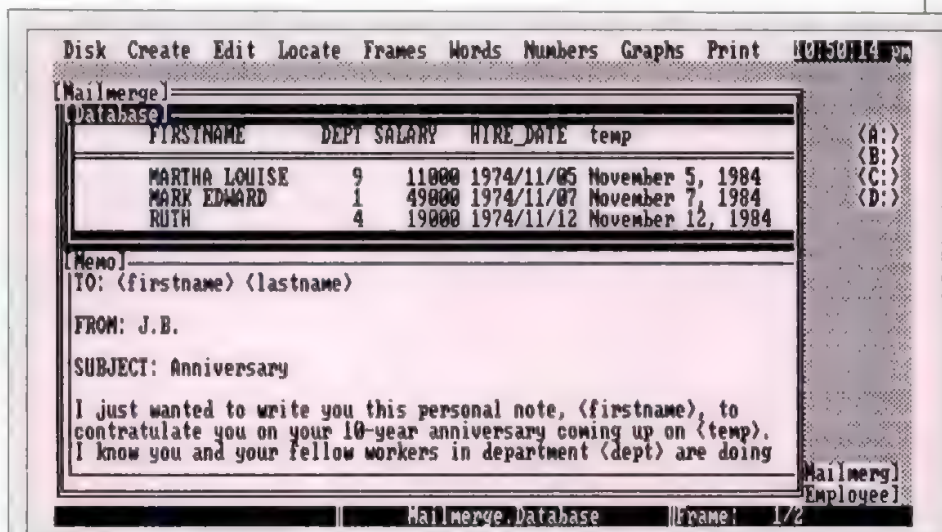 Disk Create Edit Locate Frames Words Numbers Graphs Print 10:50:14 pm
[Mailmerge]
[Database]
FIRSTNAME DEPT SALARY HIRE_DATE temp
MARTHA LOUISE 9 11000 1974/11/05 November 5, 1984
MARK EDWARD 1 49000 1974/11/07 November 7, 1984
RUTH 4 19000 1974/11/12 November 12, 1984
<A:>
<B:>
<C:>
<D:>
[Memo]
TO: <firstname> <lastname>
FROM: J.B.
SUBJECT: Anniversary
I just wanted to write you this personal note, <firstname>, to
contratulate you on your 10-year anniversary coming up on <temp>.
I know you and your fellow workers in department <dept> are doing
Mailmerg]
Employee]
Mailmerge.Database Frame: 1/2